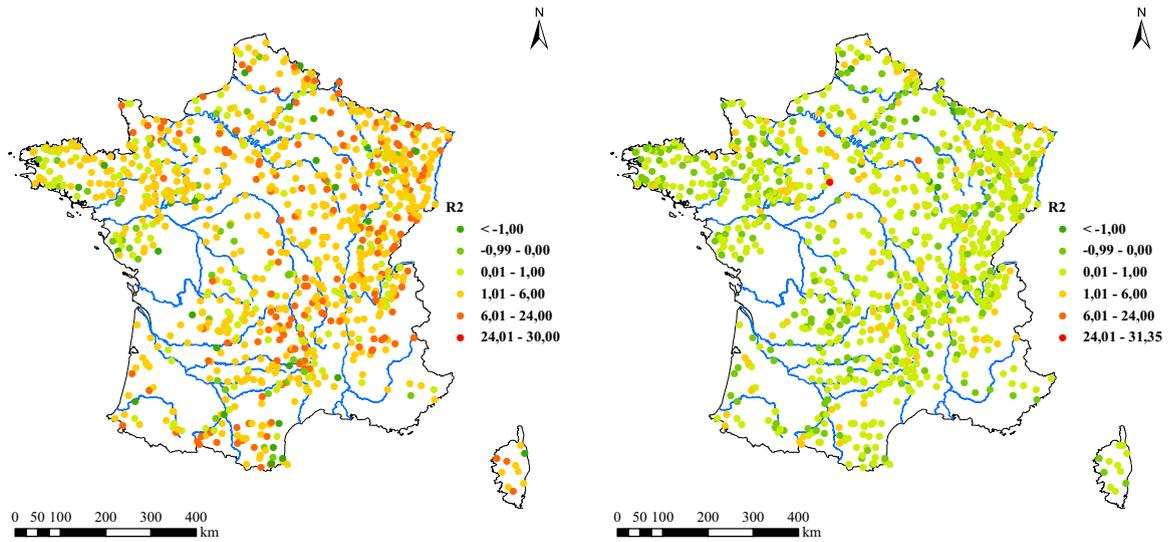 N
R2
< -1,00
-0,99 - 0,00
0,01 - 1,00
1,01 - 6,00
6,01 - 24,00
24,01 - 30,00
0 50 100 200 300 400
km
N
R2
< -1,00
-0,99 - 0,00
0,01 - 1,00
1,01 - 6,00
6,01 - 24,00
24,01 - 31,35
0 50 100 200 300 400
km